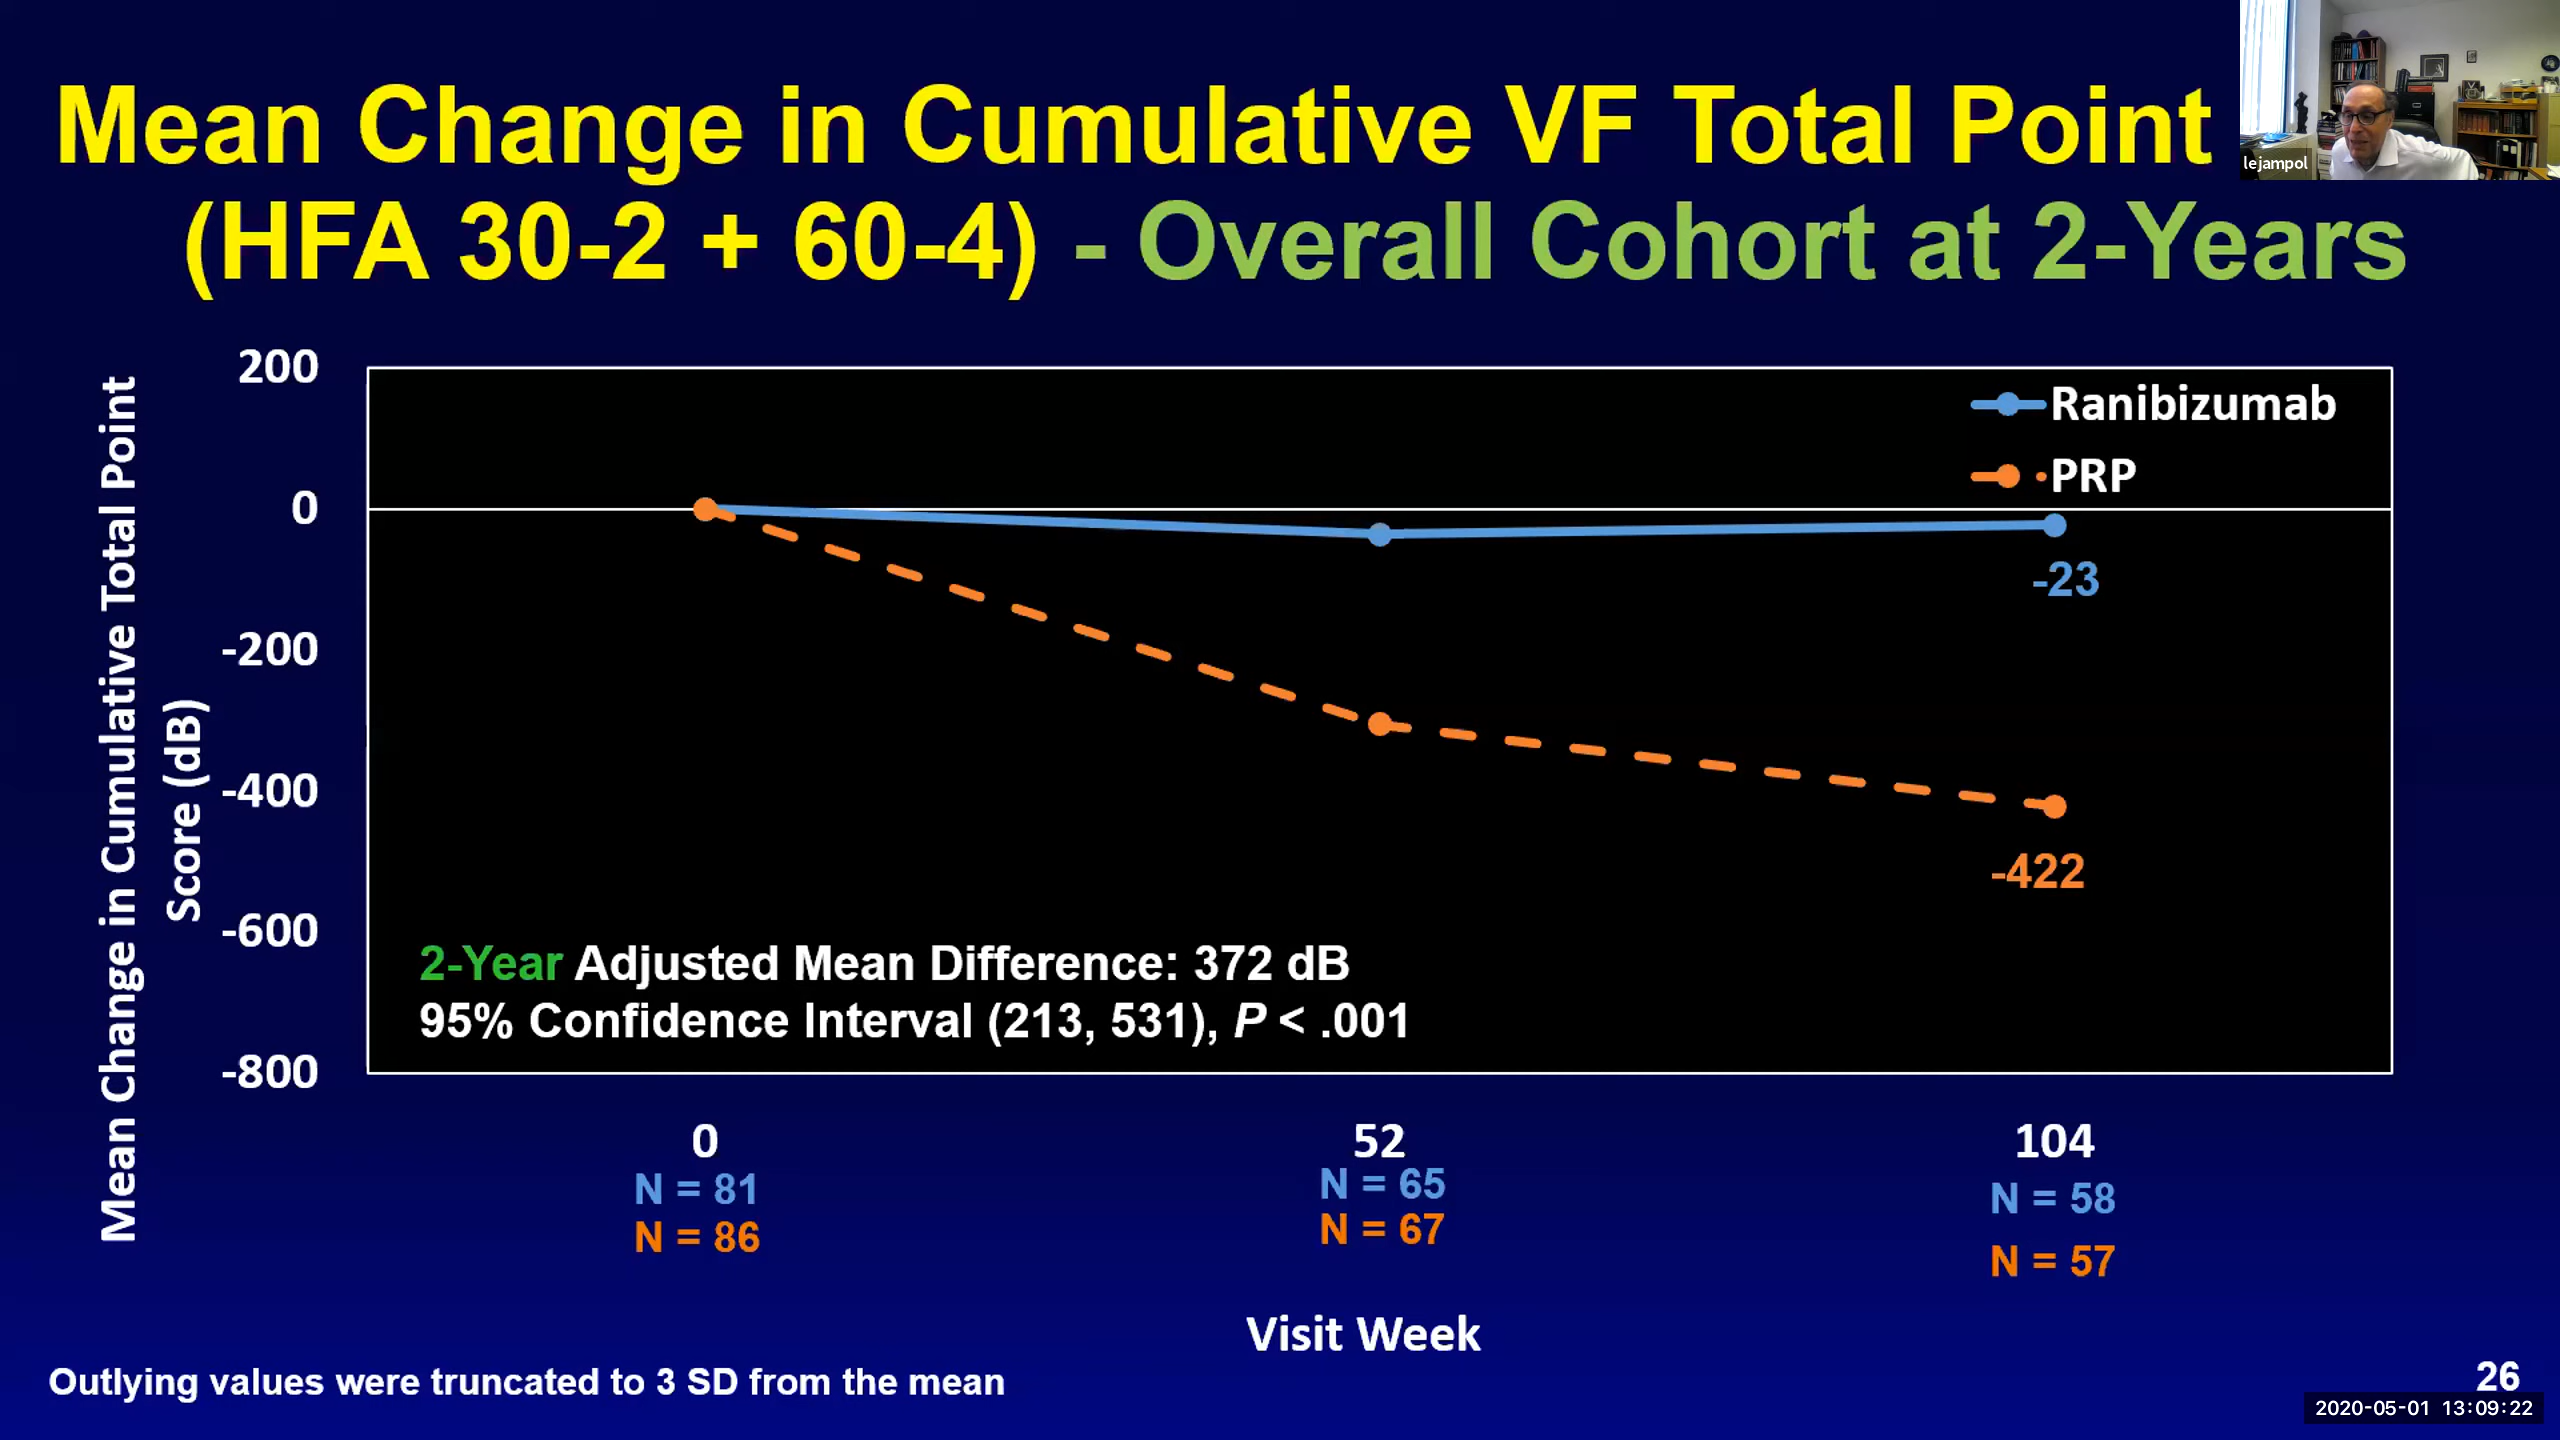 Mean Change in Cumulative VF Total Point
(HFA 30-2 + 60-4) - Overall Cohort at 2-Years
lejampol
Mean Change in Cumulative Total Point
Score (dB)
200
0
-200
-400
-600
-800
Ranibizumab
PRP
-23
-422
2-Year Adjusted Mean Difference: 372 dB
95% Confidence Interval (213, 531), P < .001
0
52
104
N = 81
N = 65
N = 58
N = 86
N = 67
N = 57
Visit Week
Outlying values were truncated to 3 SD from the mean
26
2020-05-01 13:09:22